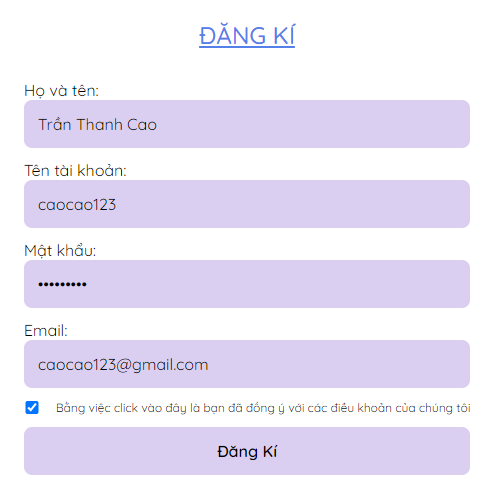 ĐĂNG KÍ
Họ và tên:
Trần Thanh Cao
Tên tài khoản:
caocao123
Mật khẩu:
•••••••••
Email:
caocao123@gmail.com
Bằng việc click vào đây là bạn đã đồng ý với các điều khoản của chúng tôi
Đăng Kí